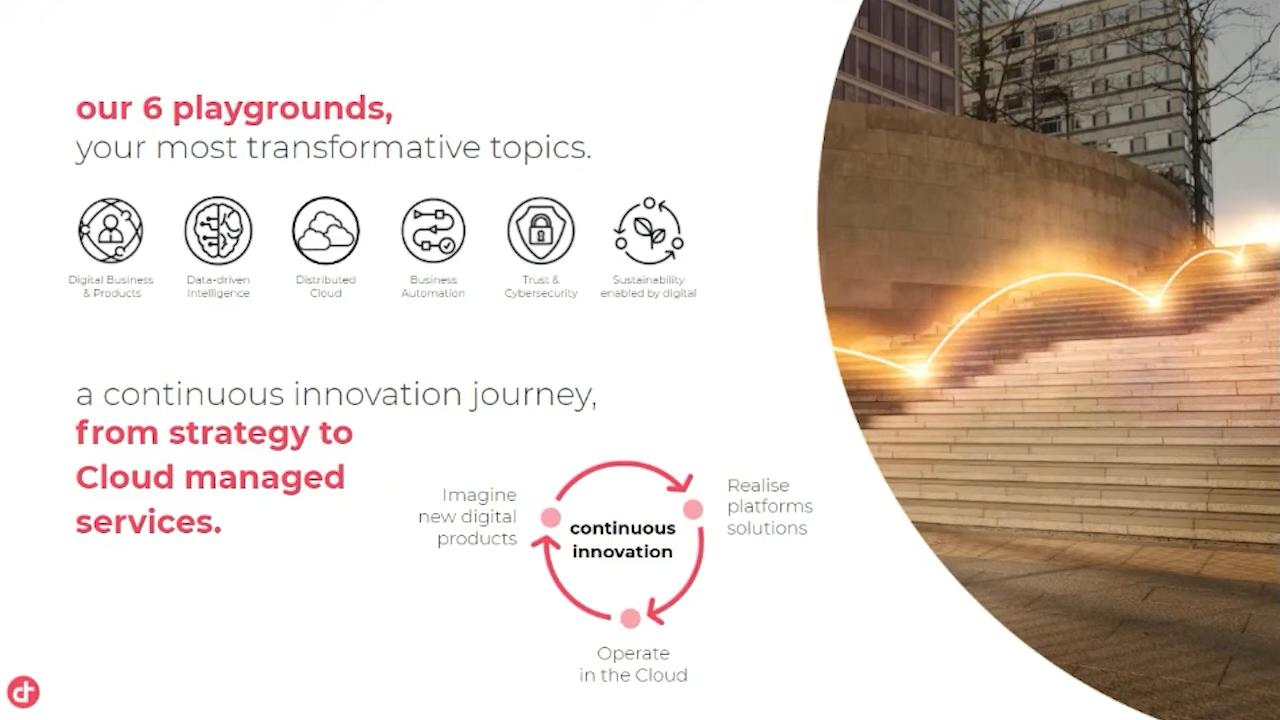 our 6 playgrounds,
your most transformative topics.
Digital Business
& Products
Data-driven
Intelligence
Distributed
Cloud
Business
Automation
Trust &
Cybersecurity
Sustainability
enabled by digital
a continuous innovation journey,
from strategy to
Cloud managed
services.
Imagine
new digital
products
continuous
innovation
Realise
platforms
solutions
Operate
in the Cloud